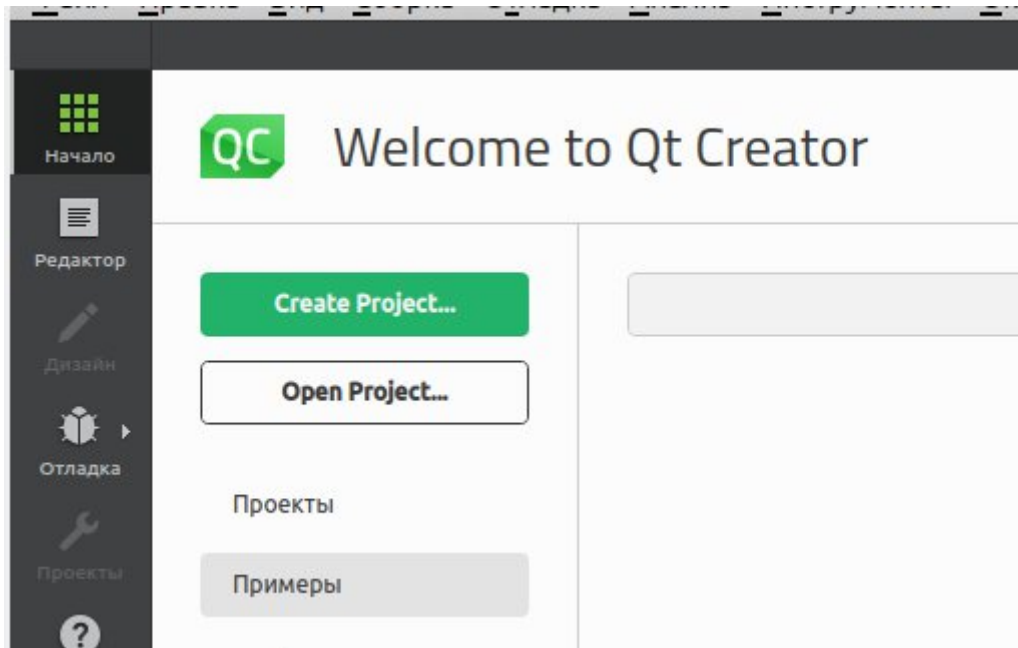 QC Welcome to Qt Creator
Начало
Редактор
Дизайн
Отладка
Проекты
?
Create Project...
Open Project...
Проекты
Примеры